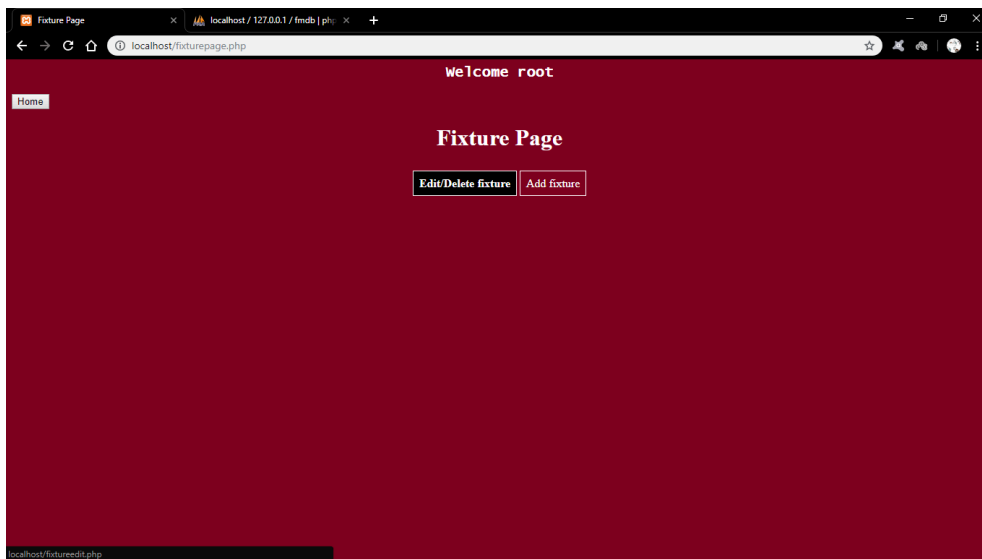 Fixture Page
localhost / 127.0.0.1 / fmdb | php
localhost/fixturepage.php
Welcome root
Home
Fixture Page
Edit/Delete fixture
Add fixture
localhost/fixtureedit.php